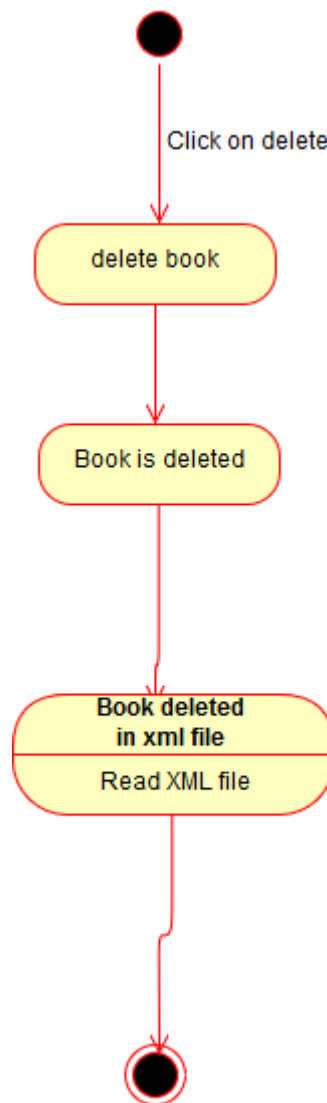 Click on delete
delete book
Book is deleted
Book deleted
in xml file
Read XML file